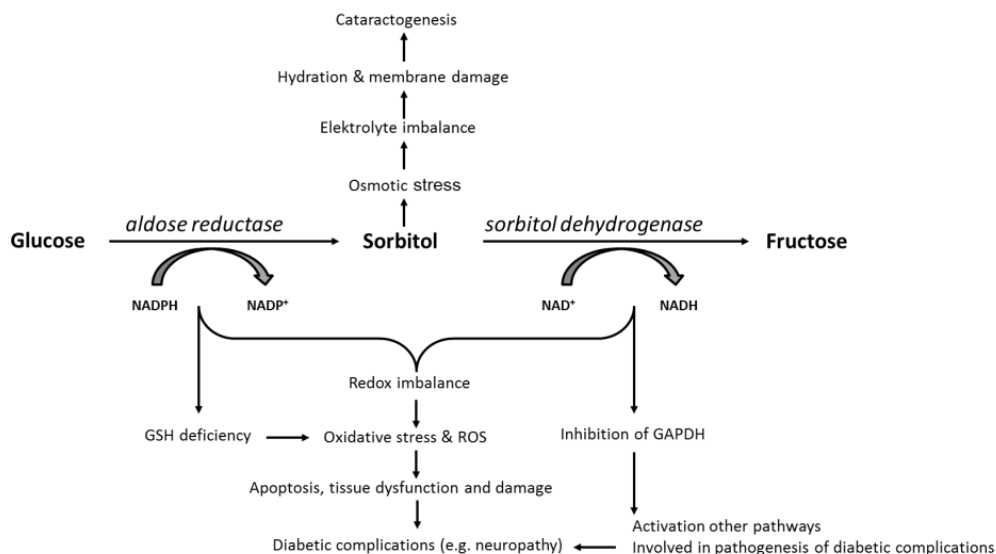 Cataractogenesis
Hydration & membrane damage
Elektrolyte imbalance
Osmotic stress
aldose reductase
sorbitol dehydrogenase
Glucose
Sorbitol
Fructose
NADPH
NADP⁺
NAD⁺
NADH
Redox imbalance
GSH deficiency
Oxidative stress & ROS
Inhibition of GAPDH
Apoptosis, tissue dysfunction and damage
Activation other pathways
Diabetic complications (e.g. neuropathy)
Involved in pathogenesis of diabetic complications